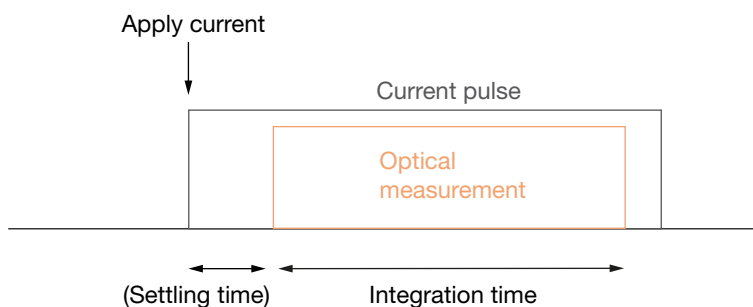 Apply current
Current pulse
Optical
measurement
(Settling time)
Integration time